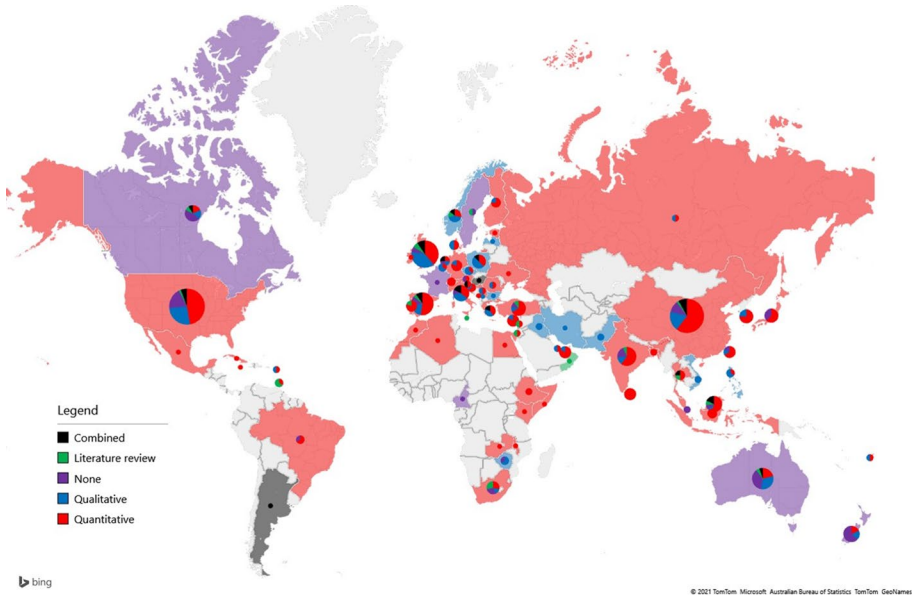 Legend
Combined
Literature review
None
Qualitative
Quantitative
bing
© 2021 TomTom Microsoft Australian Bureau of Statistics TomTom GeoNames